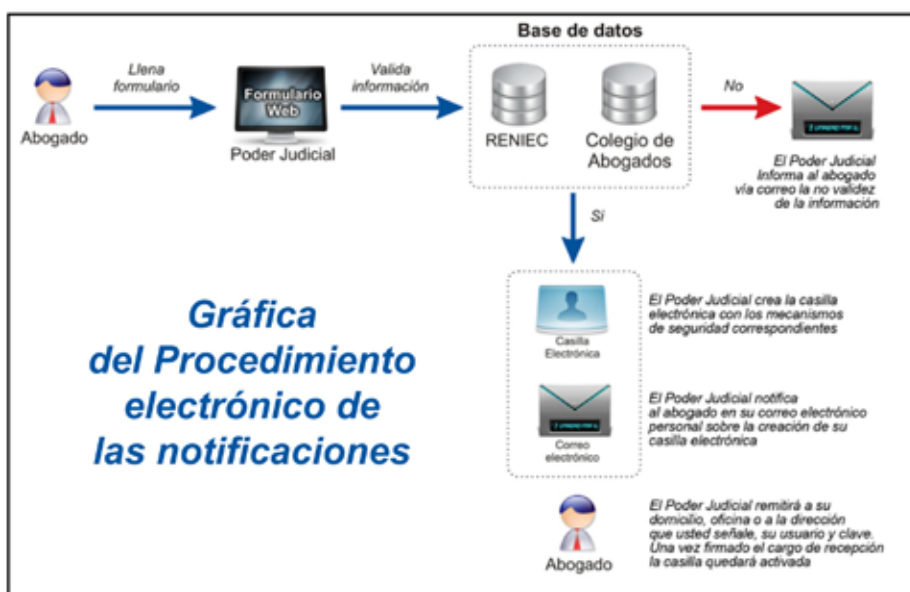 Base de datos
Llena
formulario
Valida
información
No
Formulario
Web
Abogado
Poder Judicial
RENIEC
Colegio de
Abogados
El Poder Judicial
Informa al abogado
vía correo la no validez
de la información
Si
Gráfica
del Procedimiento
electrónico de
las notificaciones
Casilla
Electrónica
El Poder Judicial crea la casilla
electrónica con los mecanismos
de seguridad correspondientes
Correo
electrónico
El Poder Judicial notifica
al abogado en su correo electrónico
personal sobre la creación de su
casilla electrónica
Abogado
El Poder Judicial remitirá a su
domicilio, oficina o a la dirección
que usted señale, su usuario y clave.
Una vez firmado el cargo de recepción
la casilla quedará activada